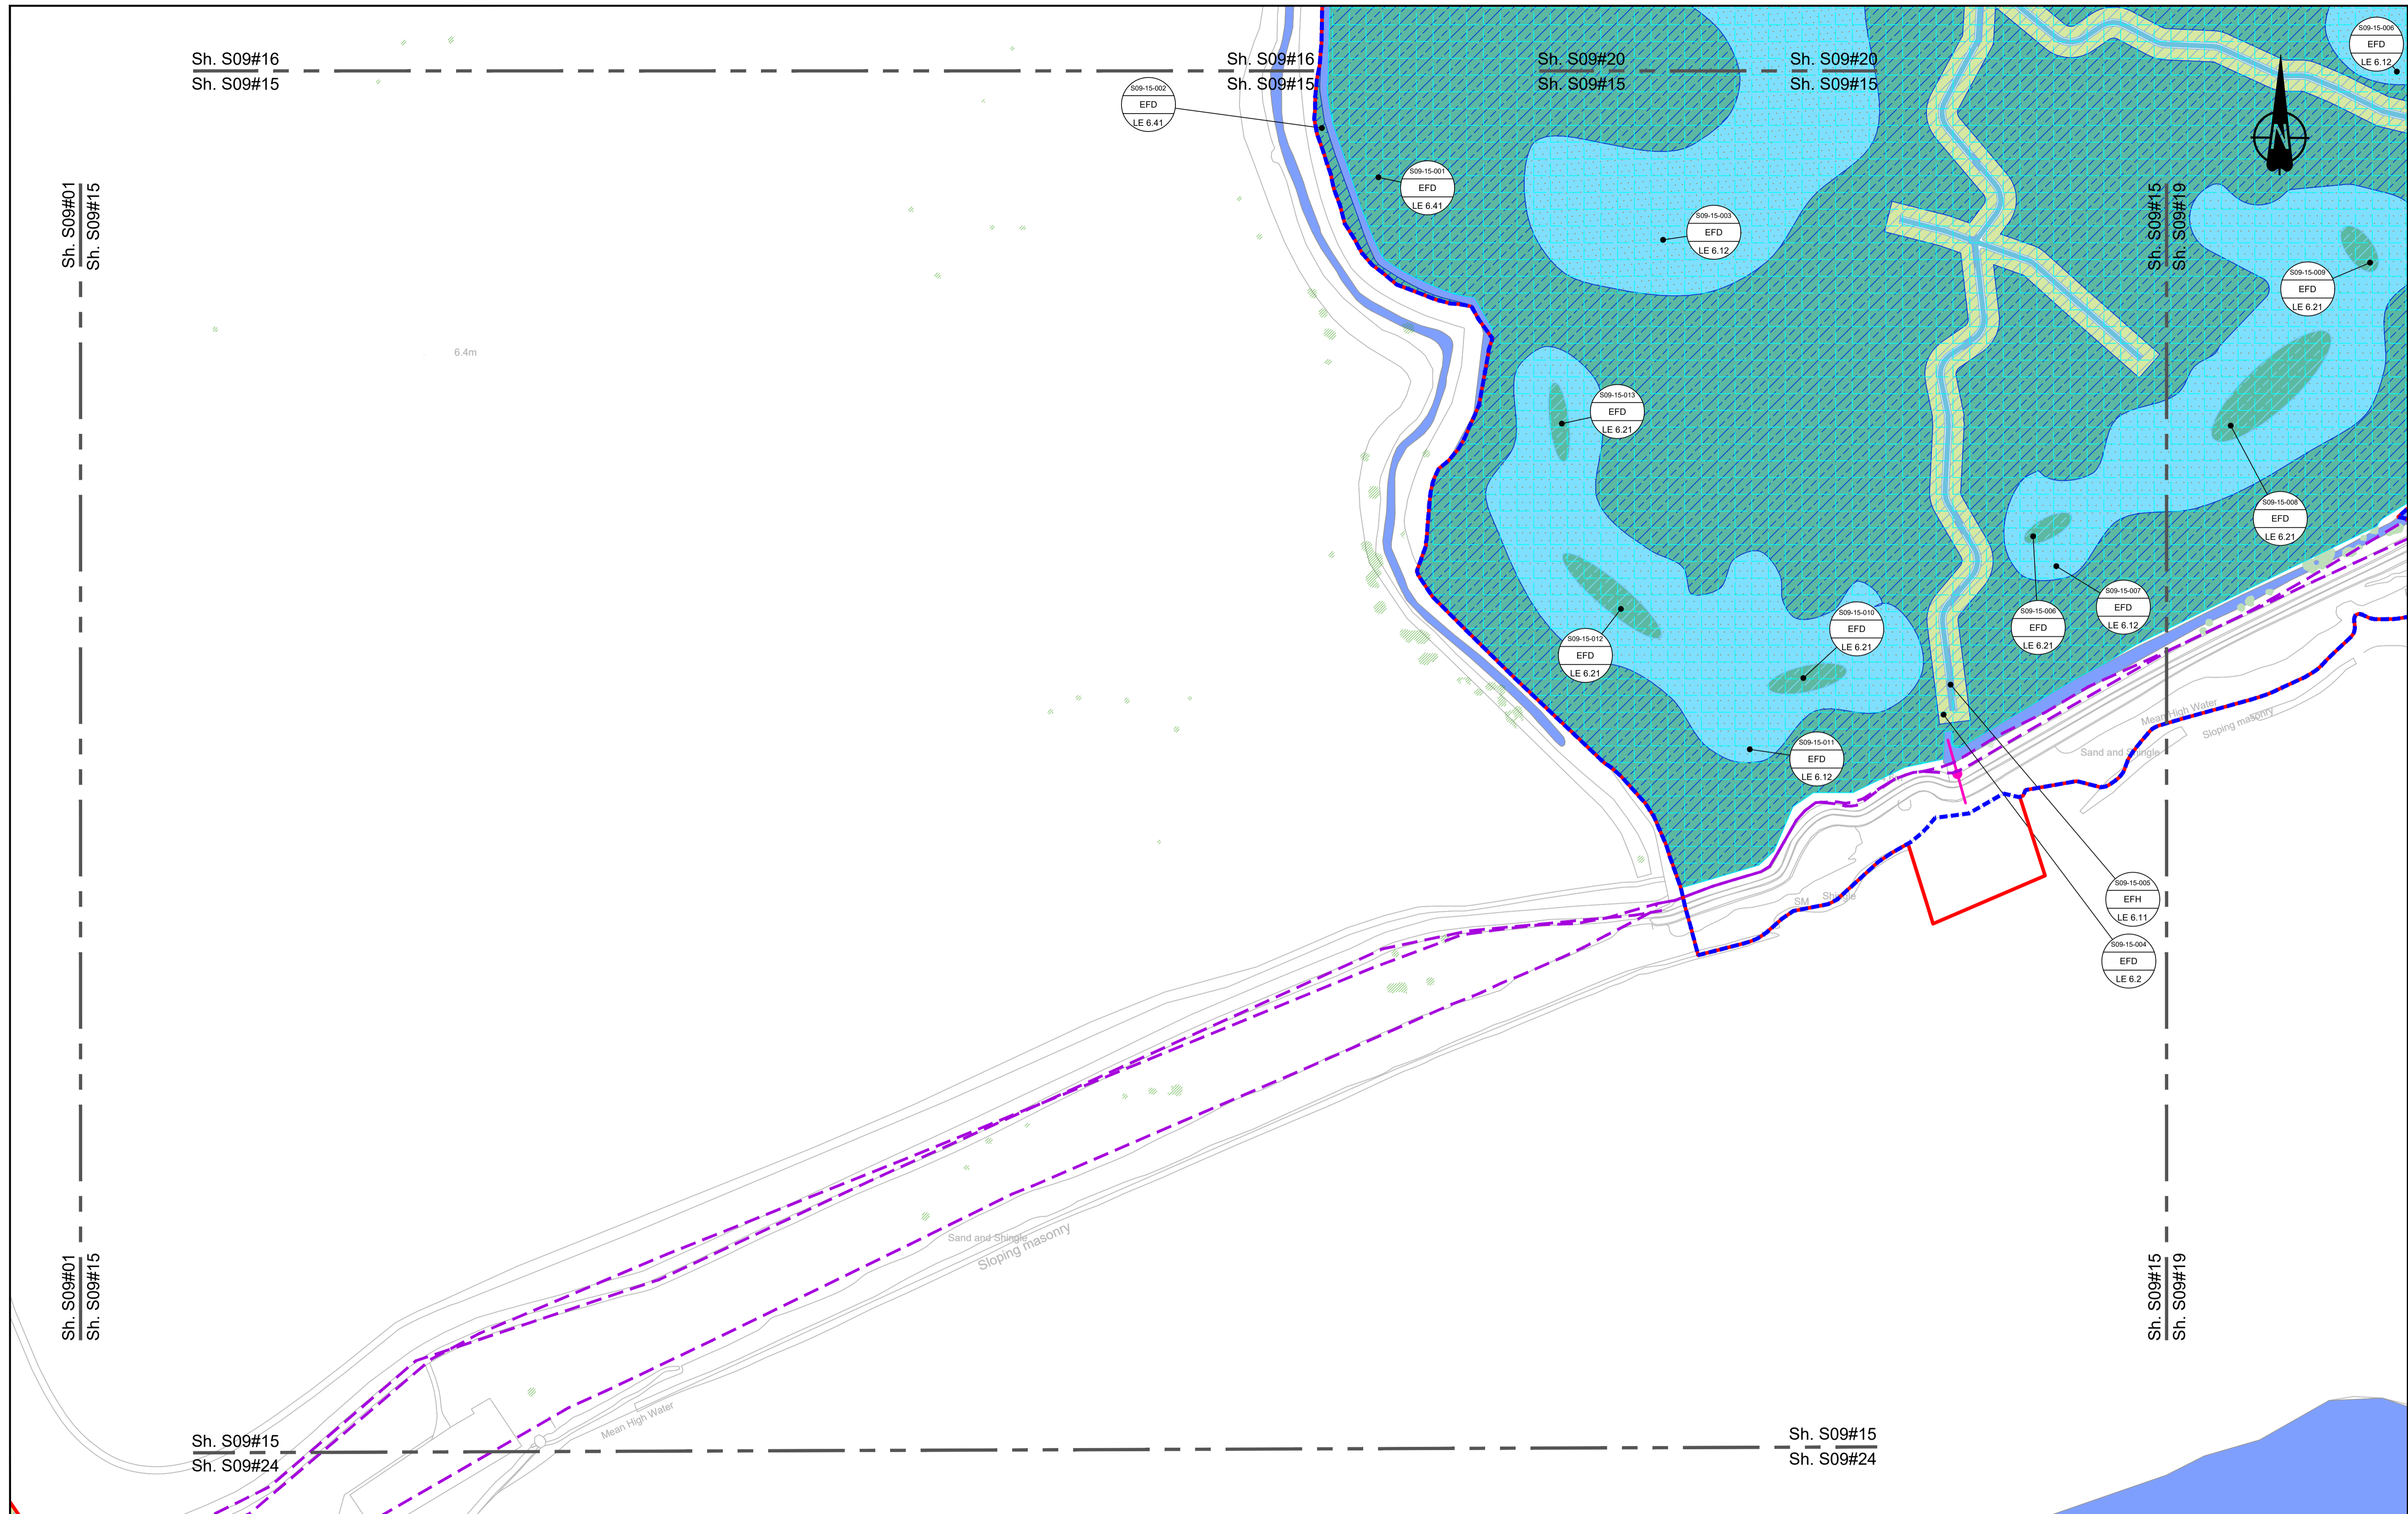 S09-15-006
EFD
LE 6.12
Sh. S09#16
Sh. S09#15
Sh. S09#16
Sh. S09#15
Sh. S09#20
Sh. S09#15
Sh. S09#20
Sh. S09#15
S09-15-002
EFD
LE 6.41
N
S09-15-001
EFD
LE 6.41
Sh. S09#01
Sh. S09#15
Sh. S09#15
Sh. S09#19
S09-15-003
EFD
LE 6.12
S09-15-009
EFD
LE 6.21
6.4m
S09-15-013
EFD
LE 6.21
S09-15-008
EFD
LE 6.21
S09-15-007
EFD
LE 6.12
S09-15-006
EFD
LE 6.21
S09-15-010
EFD
LE 6.21
S09-15-012
EFD
LE 6.21
Mean High Water
Sloping masonry
Sand and Shingle
S09-15-011
EFD
LE 6.12
SM
Shingle
S09-15-005
EFH
LE 6.11
S09-15-004
EFD
LE 6.2
Sand and Shingle
Sloping masonry
Sh. S09#01
Sh. S09#15
Sh. S09#15
Sh. S09#19
Mean High Water
Sh. S09#15
Sh. S09#24
Sh. S09#15
Sh. S09#24